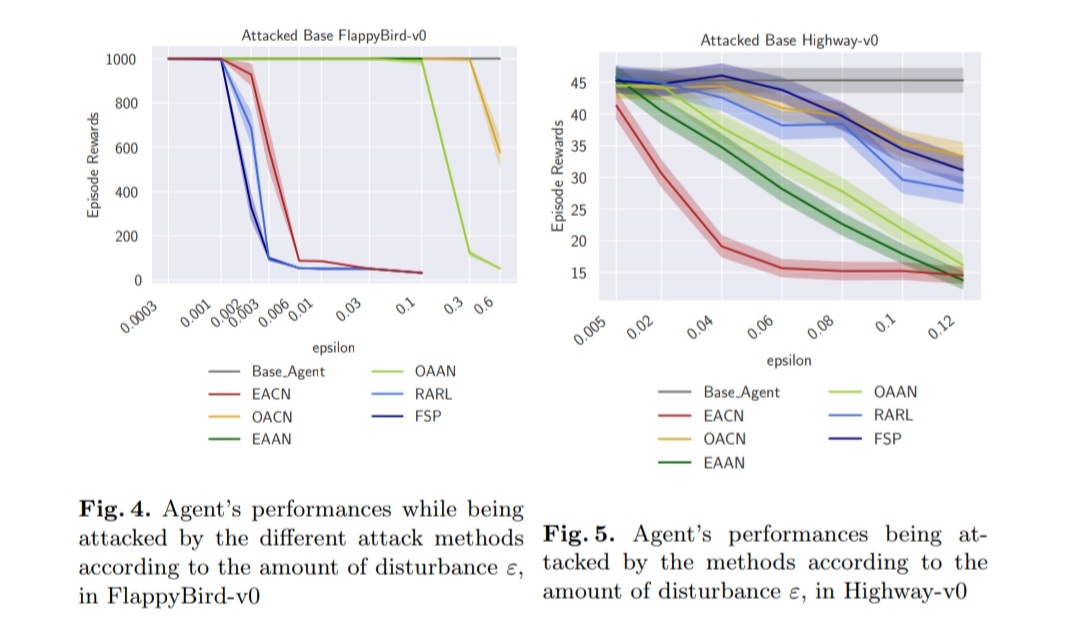 Attacked Base FlappyBird-v0
Episode Rewards
1000
800
600
400
200
0
0.0003
0.001
0.002
0.003
0.006
0.01
0.03
0.1
0.3
0.6
epsilon
Base_Agent
EACN
OACN
EAAN
OAAN
RARL
FSP
Fig. 4. Agent's performances while being
attacked by the different attack methods
according to the amount of disturbance ε,
in FlappyBird-v0
Attacked Base Highway-v0
Episode Rewards
45
40
35
30
25
20
15
0.005
0.02
0.04
0.06
0.08
0.1
0.12
epsilon
Base_Agent
EACN
OACN
EAAN
OAAN
RARL
FSP
Fig. 5. Agent's performances being at-
tacked by the methods according to the
amount of disturbance ε, in Highway-v0